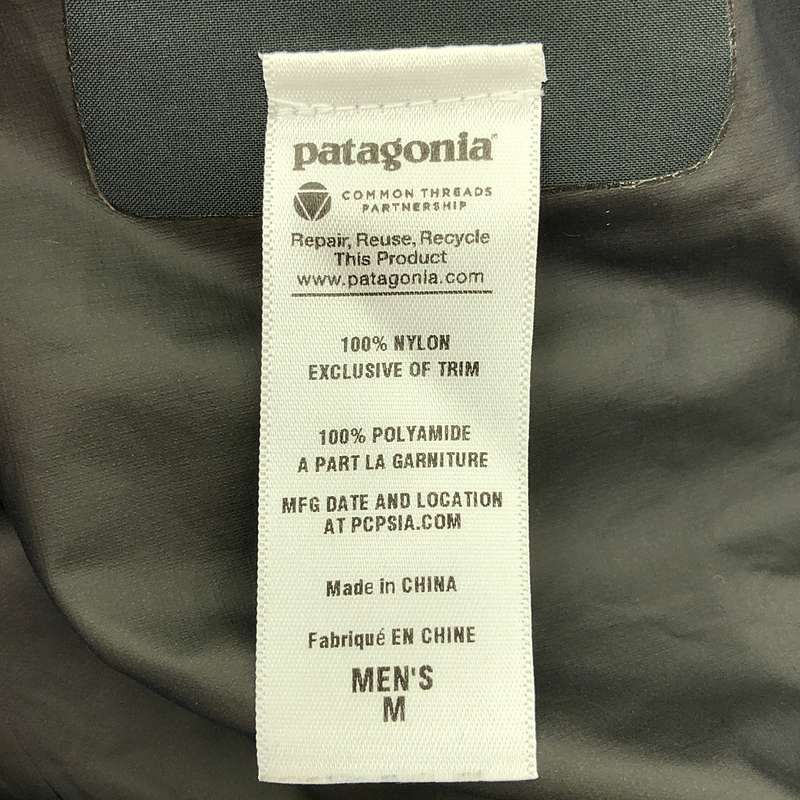 patagonia
COMMON THREADS
PARTNERSHIP
Repair, Reuse, Recycle
This Product
www.patagonia.com
100% NYLON
EXCLUSIVE OF TRIM
100% POLYAMIDE
A PART LA GARNITURE
MFG DATE AND LOCATION
AT PCPSIA.COM
Made in CHINA
Fabriqué EN CHINE
MEN'S
M